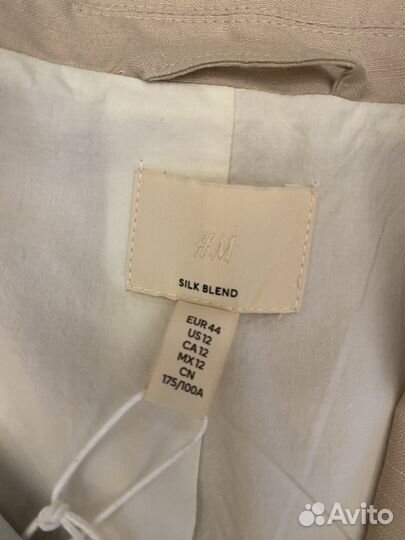 H&M
SILK BLEND
EUR 44
US 12
CA 12
MX 12
CN
175/100A
Avito